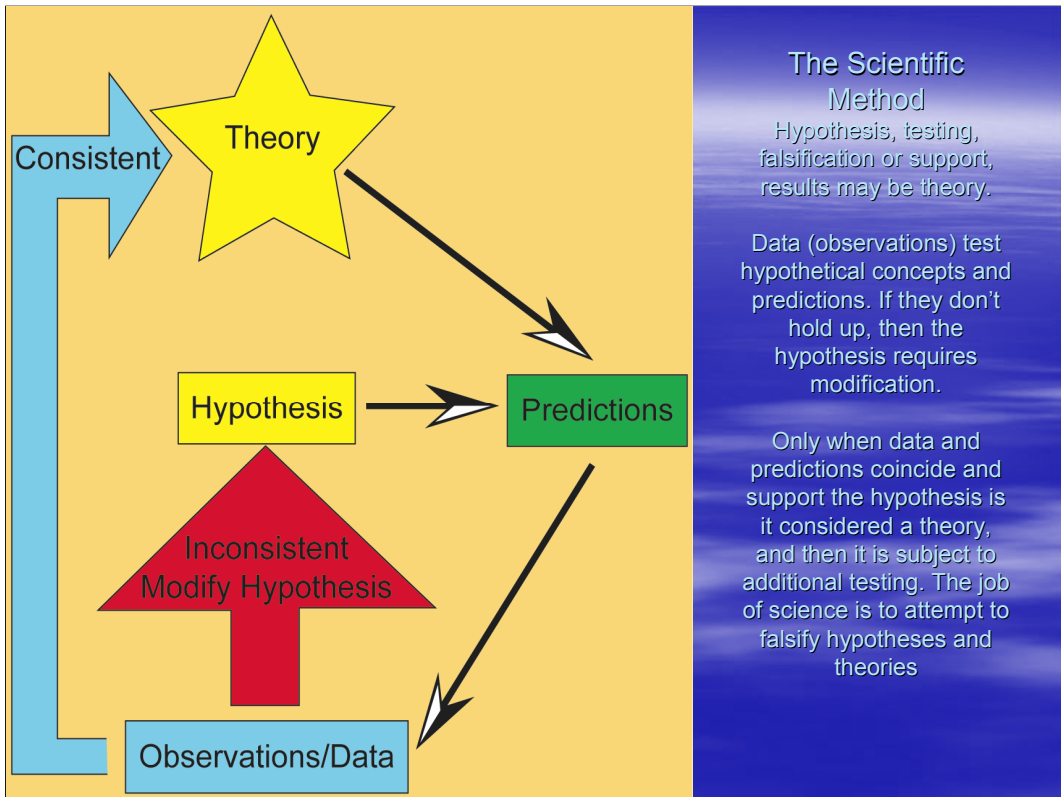 Theory
Consistent
Hypothesis
Predictions
Inconsistent
Modify Hypothesis
Observations/Data
The Scientific
Method
Hypothesis, testing,
falsification or support,
results may be theory.
Data (observations) test
hypothetical concepts and
predictions. If they don’t
hold up, then the
hypothesis requires
modification.
Only when data and
predictions coincide and
support the hypothesis is
it considered a theory,
and then it is subject to
additional testing. The job
of science is to attempt to
falsify hypotheses and
theories